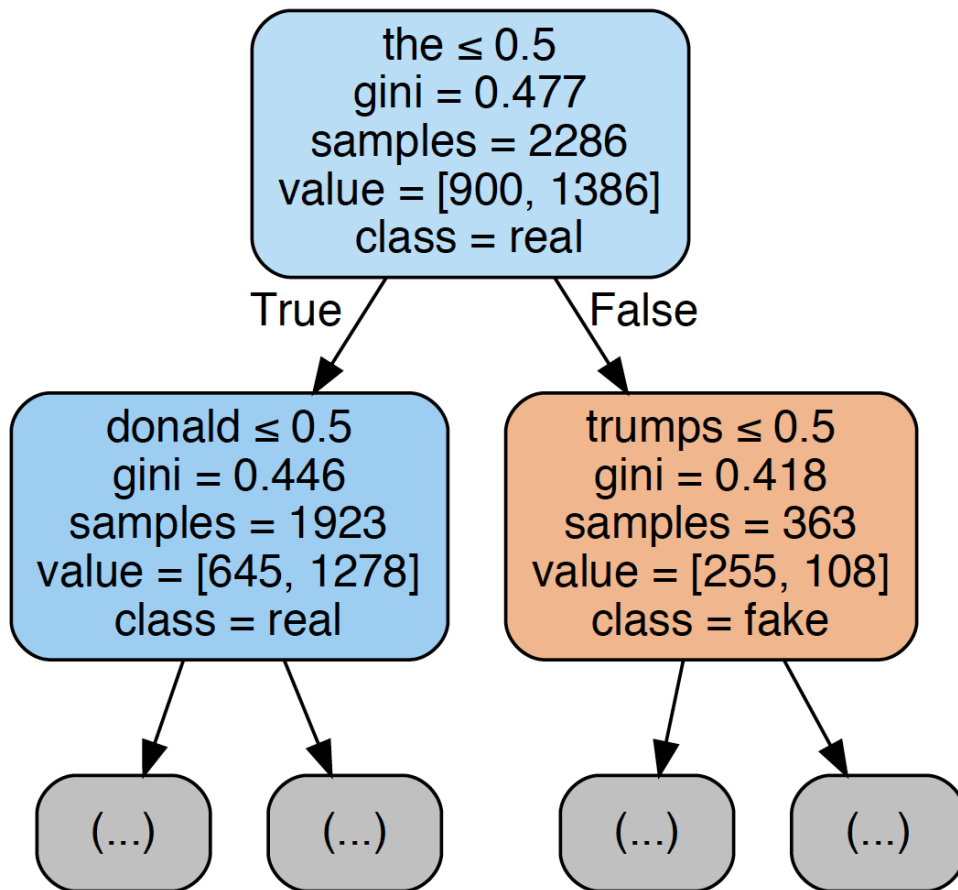 the ≤ 0.5
gini = 0.477
samples = 2286
value = [900, 1386]
class = real
True
False
donald ≤ 0.5
gini = 0.446
samples = 1923
value = [645, 1278]
class = real
trumps ≤ 0.5
gini = 0.418
samples = 363
value = [255, 108]
class = fake
(...)
(...)
(...)
(...)